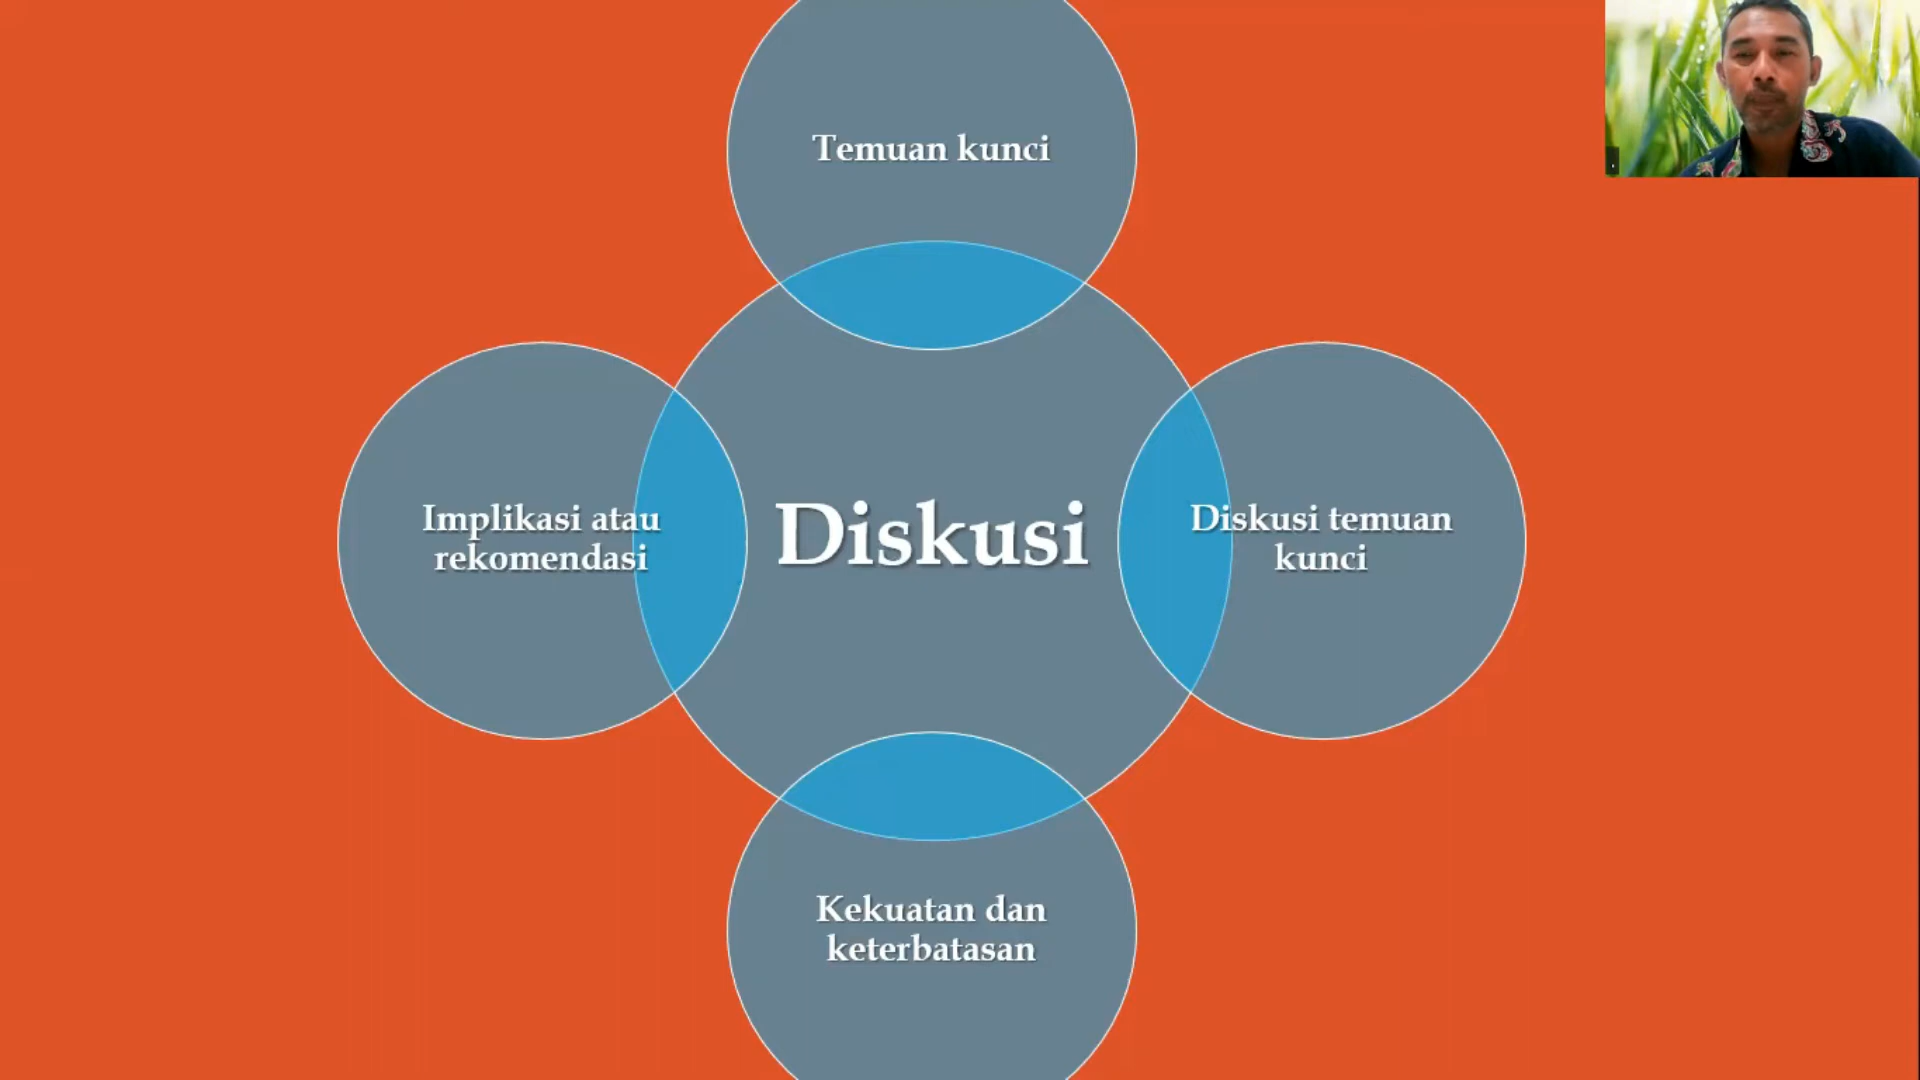 Temuan kunci
Implikasi atau
rekomendasi
Diskusi
Diskusi temuan
kunci
Kekuatan dan
keterbatasan